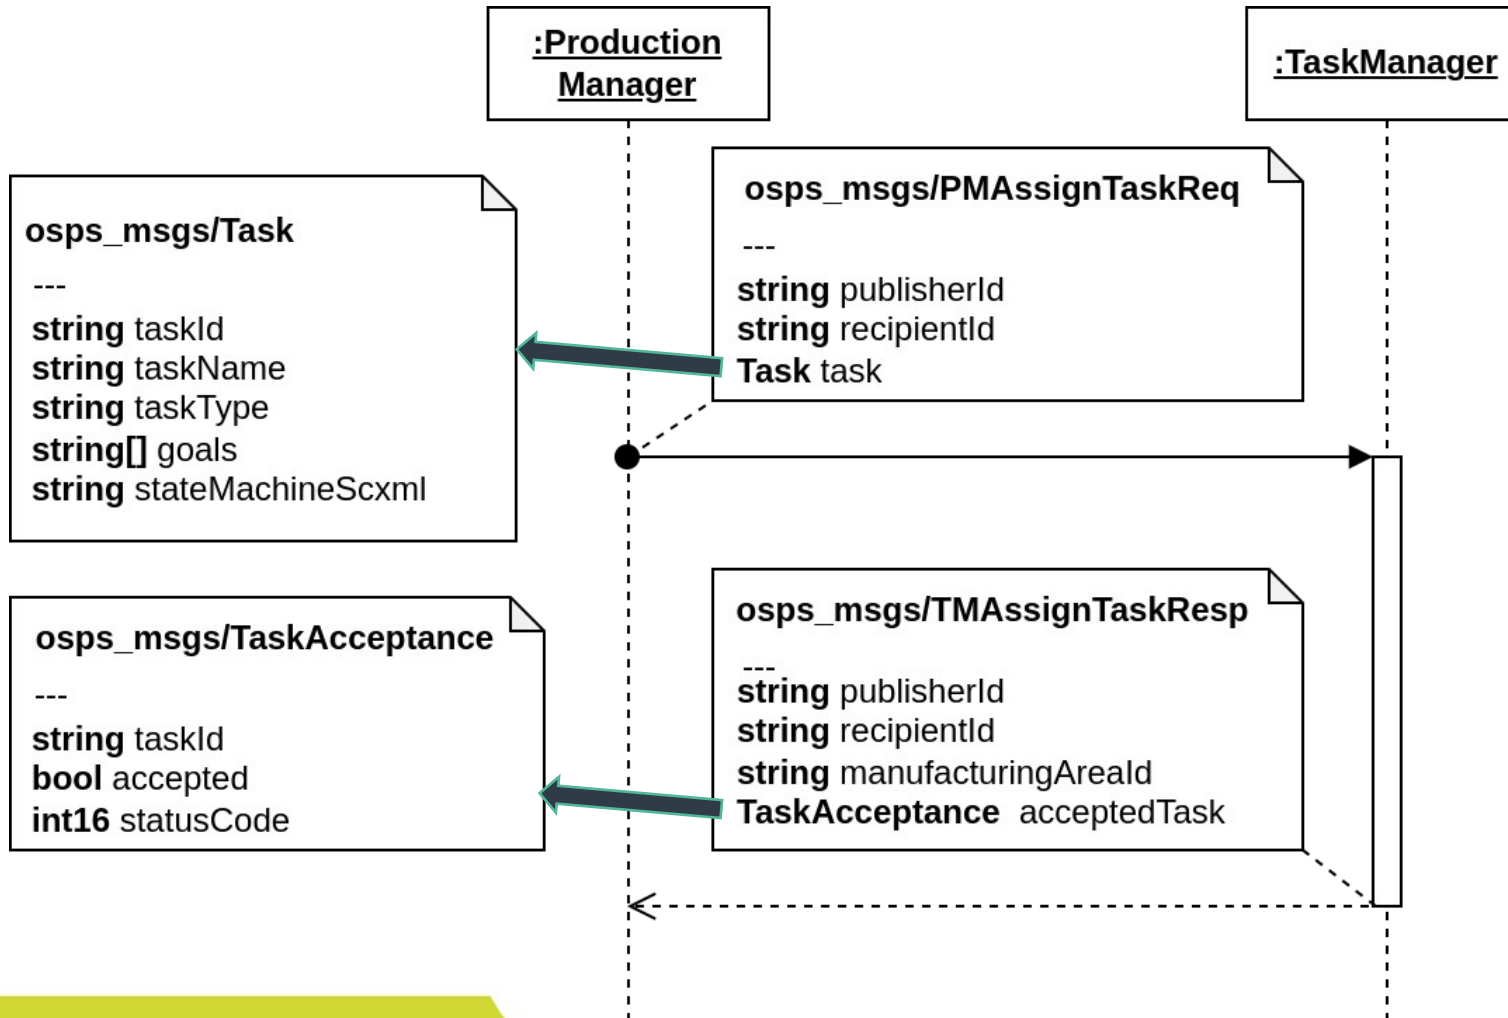 :Production
Manager
:TaskManager
osps_msgs/PMAssignTaskReq
---
string publisherId
string recipientId
Task task
osps_msgs/Task
---
string taskId
string taskName
string taskType
string[] goals
string stateMachineScxml
osps_msgs/TMAssignTaskResp
---
string publisherId
string recipientId
string manufacturingAreaId
TaskAcceptance acceptedTask
osps_msgs/TaskAcceptance
---
string taskId
bool accepted
int16 statusCode